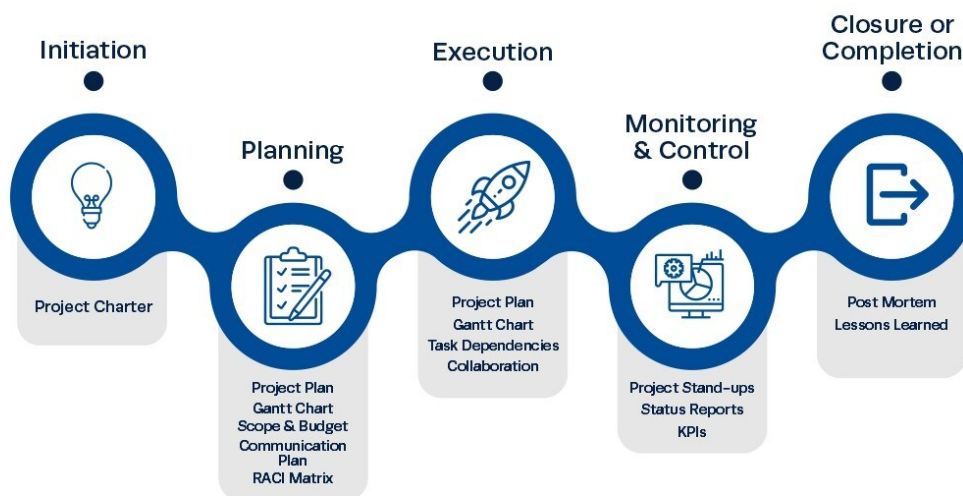 Initiation
Project Charter
Planning
Project Plan
Gantt Chart
Scope & Budget
Communication
Plan
RACI Matrix
Execution
Project Plan
Gantt Chart
Task Dependencies
Collaboration
Monitoring
& Control
Project Stand-ups
Status Reports
KPIs
Closure or
Completion
Post Mortem
Lessons Learned